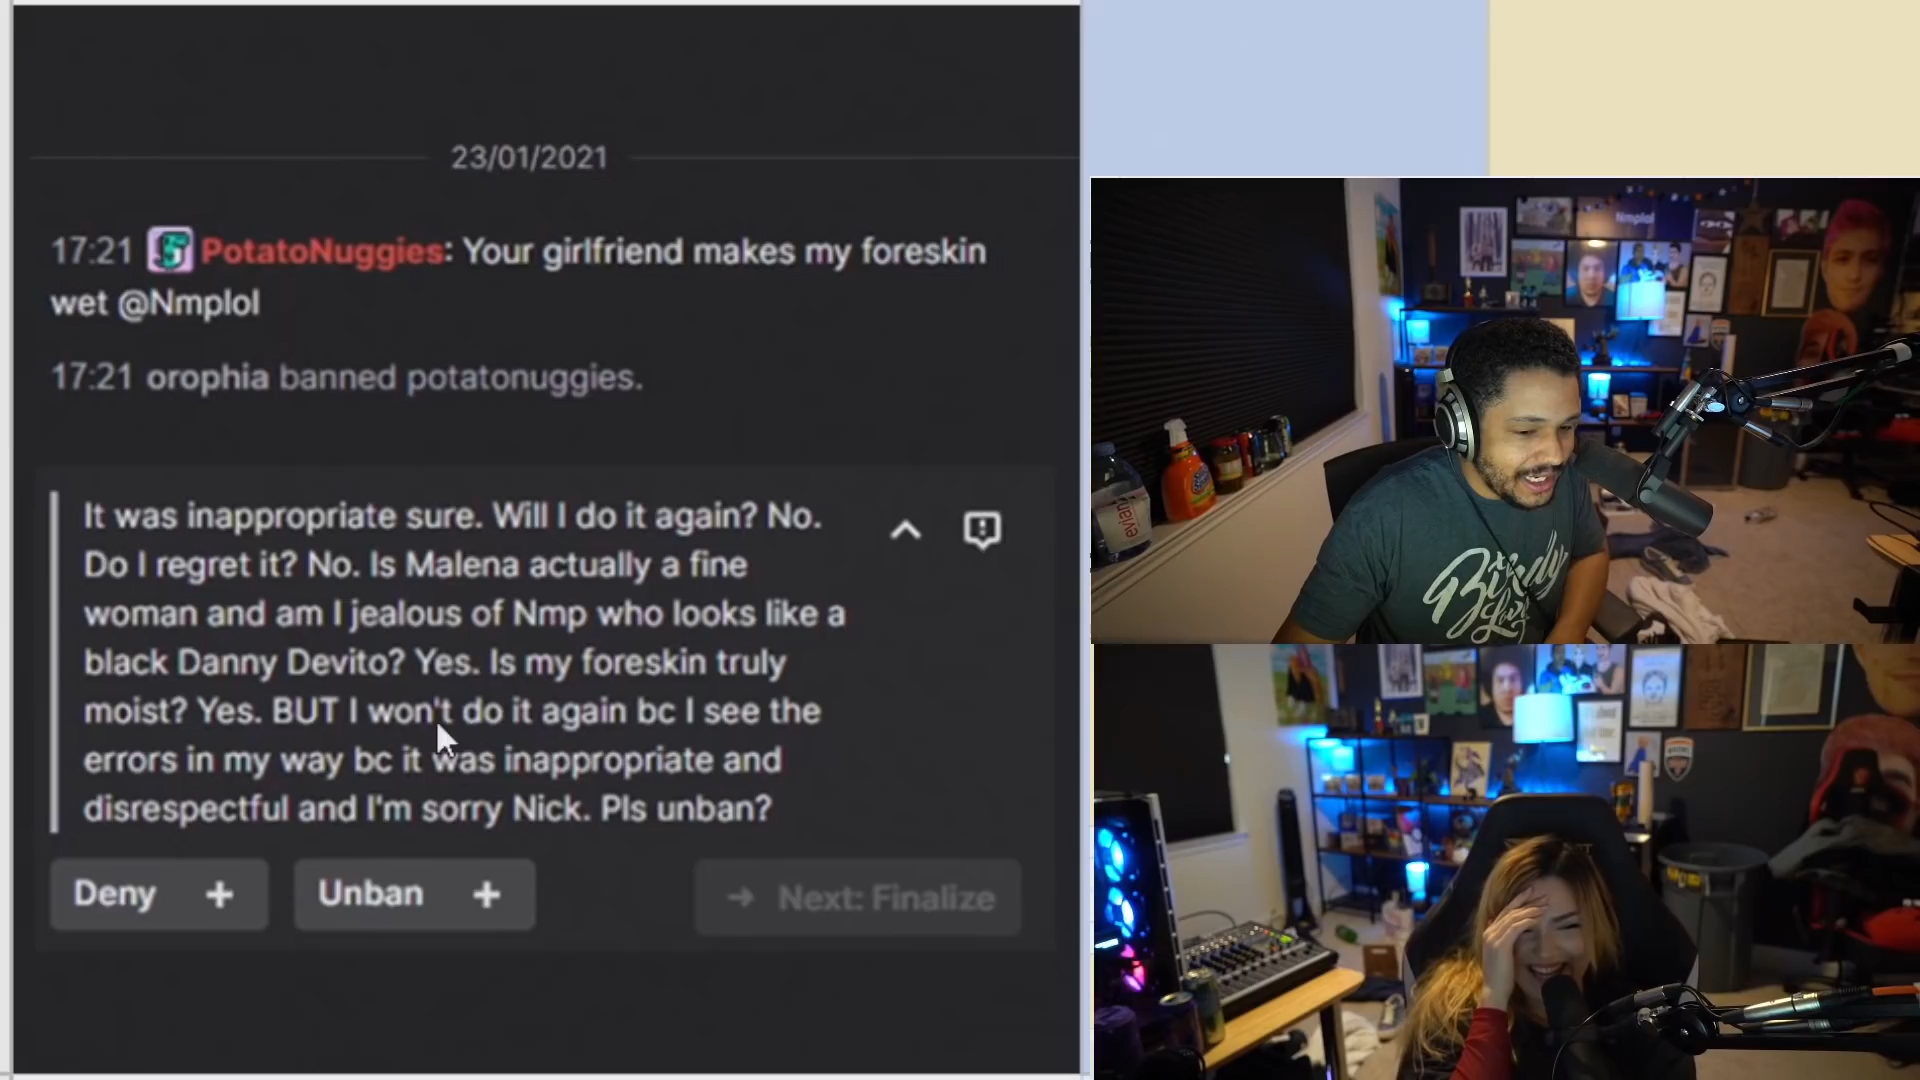 23/01/2021
17:21 PotatoNuggies: Your girlfriend makes my foreskin
wet @Nmplol
17:21 orophia banned potatonuggies.
It was inappropriate sure. Will I do it again? No.
Do I regret it? No. Is Malena actually a fine
woman and am I jealous of Nmp who looks like a
black Danny Devito? Yes. Is my foreskin truly
moist? Yes. BUT I won't do it again bc I see the
errors in my way bc it was inappropriate and
disrespectful and I'm sorry Nick. Pls unban?
Deny +
Unban +
Next: Finalize
Nmplol
evian